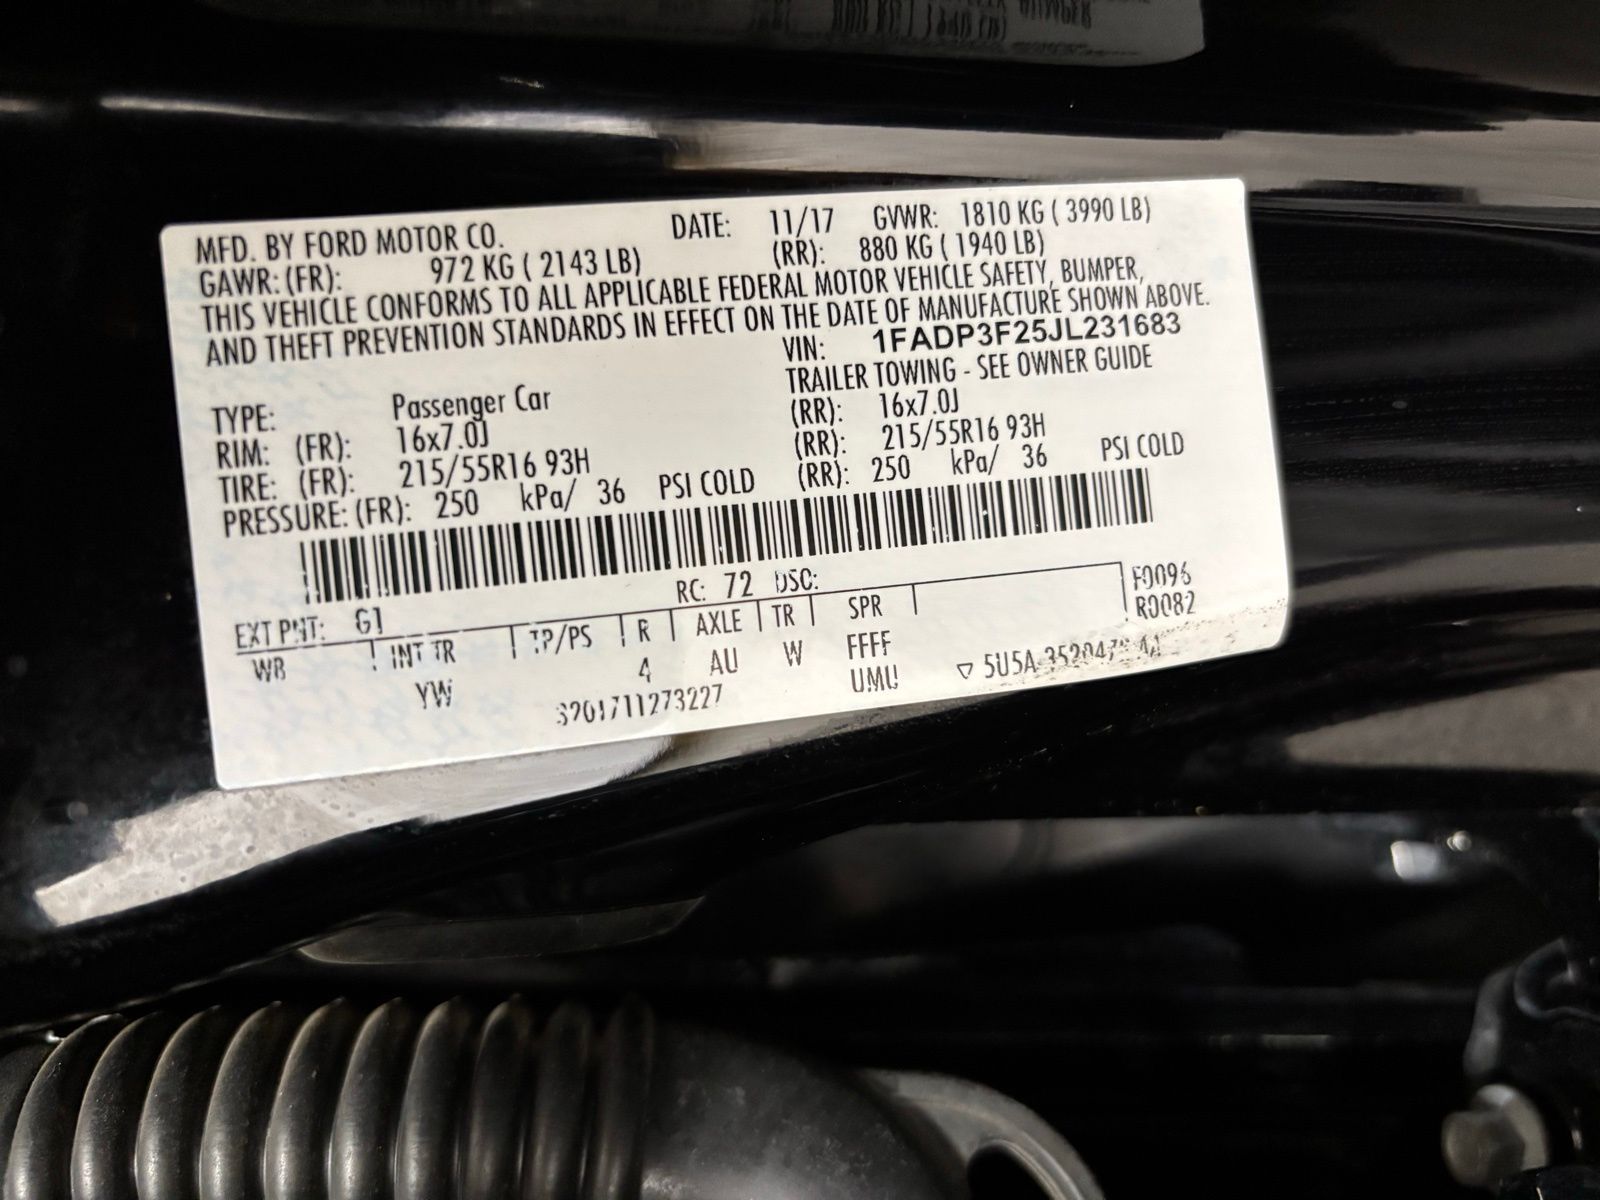 MFD. BY FORD MOTOR CO. DATE: 11/17 GVWR: 1810 KG ( 3990 LB)
GAWR: (FR): 972 KG ( 2143 LB) (RR): 880 KG ( 1940 LB)
THIS VEHICLE CONFORMS TO ALL APPLICABLE FEDERAL MOTOR VEHICLE SAFETY, BUMPER,
AND THEFT PREVENTION STANDARDS IN EFFECT ON THE DATE OF MANUFACTURE SHOWN ABOVE.
VIN: 1FADP3F25JL231683
TRAILER TOWING - SEE OWNER GUIDE
TYPE: Passenger Car
RIM: (FR): 16x7.0J (RR): 16x7.0J
TIRE: (FR): 215/55R16 93H (RR): 215/55R16 93H
PRESSURE: (FR): 250 kPa/ 36 PSI COLD (RR): 250 kPa/ 36 PSI COLD
EXT PNT: G1 RC: 72 DSO: F0096
R0082
WB INT TR TP/PS R AXLE TR SPR
YW 4 AU W FFFF
UMU
S201711273227 ▽ 5U5A